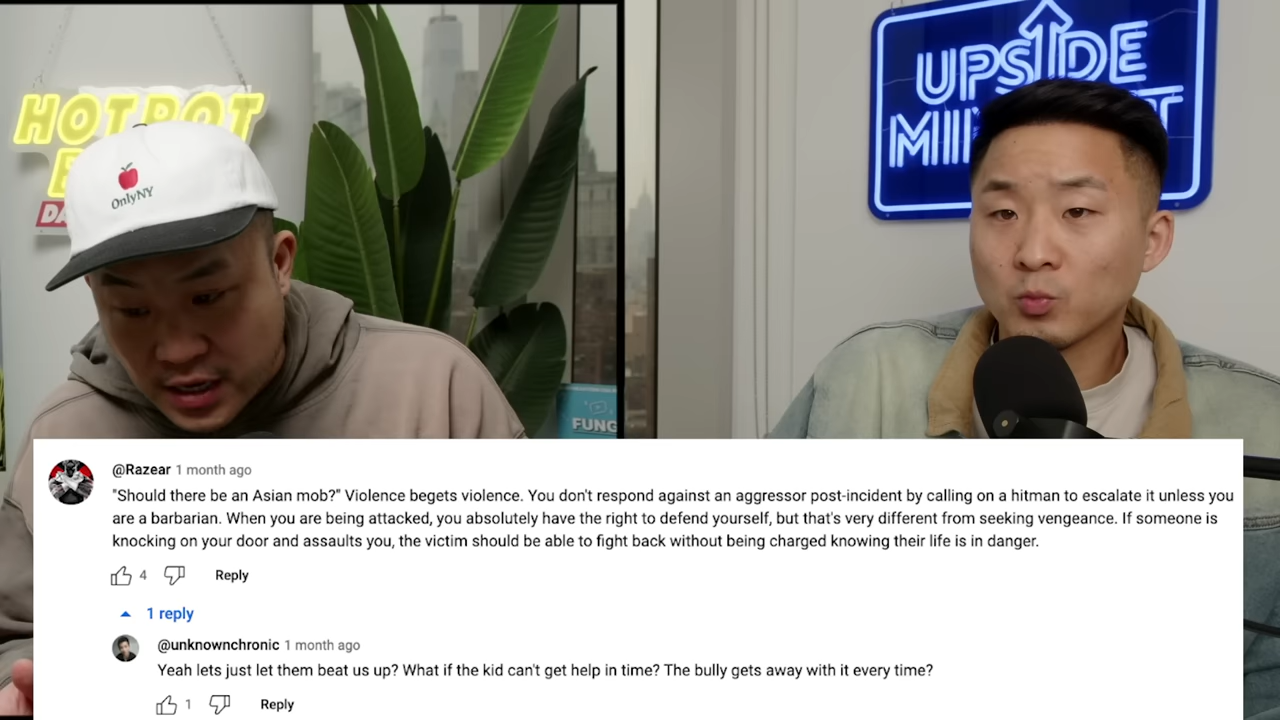 HOT POT
OnlyNY
DA
UPSIDE
FUNG
@Razear 1 month ago
"Should there be an Asian mob?" Violence begets violence. You don't respond against an aggressor post-incident by calling on a hitman to escalate it unless you
are a barbarian. When you are being attacked, you absolutely have the right to defend yourself, but that's very different from seeking vengeance. If someone is
knocking on your door and assaults you, the victim should be able to fight back without being charged knowing their life is in danger.
4 Reply
1 reply
@unknownchronic 1 month ago
Yeah lets just let them beat us up? What if the kid can't get help in time? The bully gets away with it every time?
1 Reply